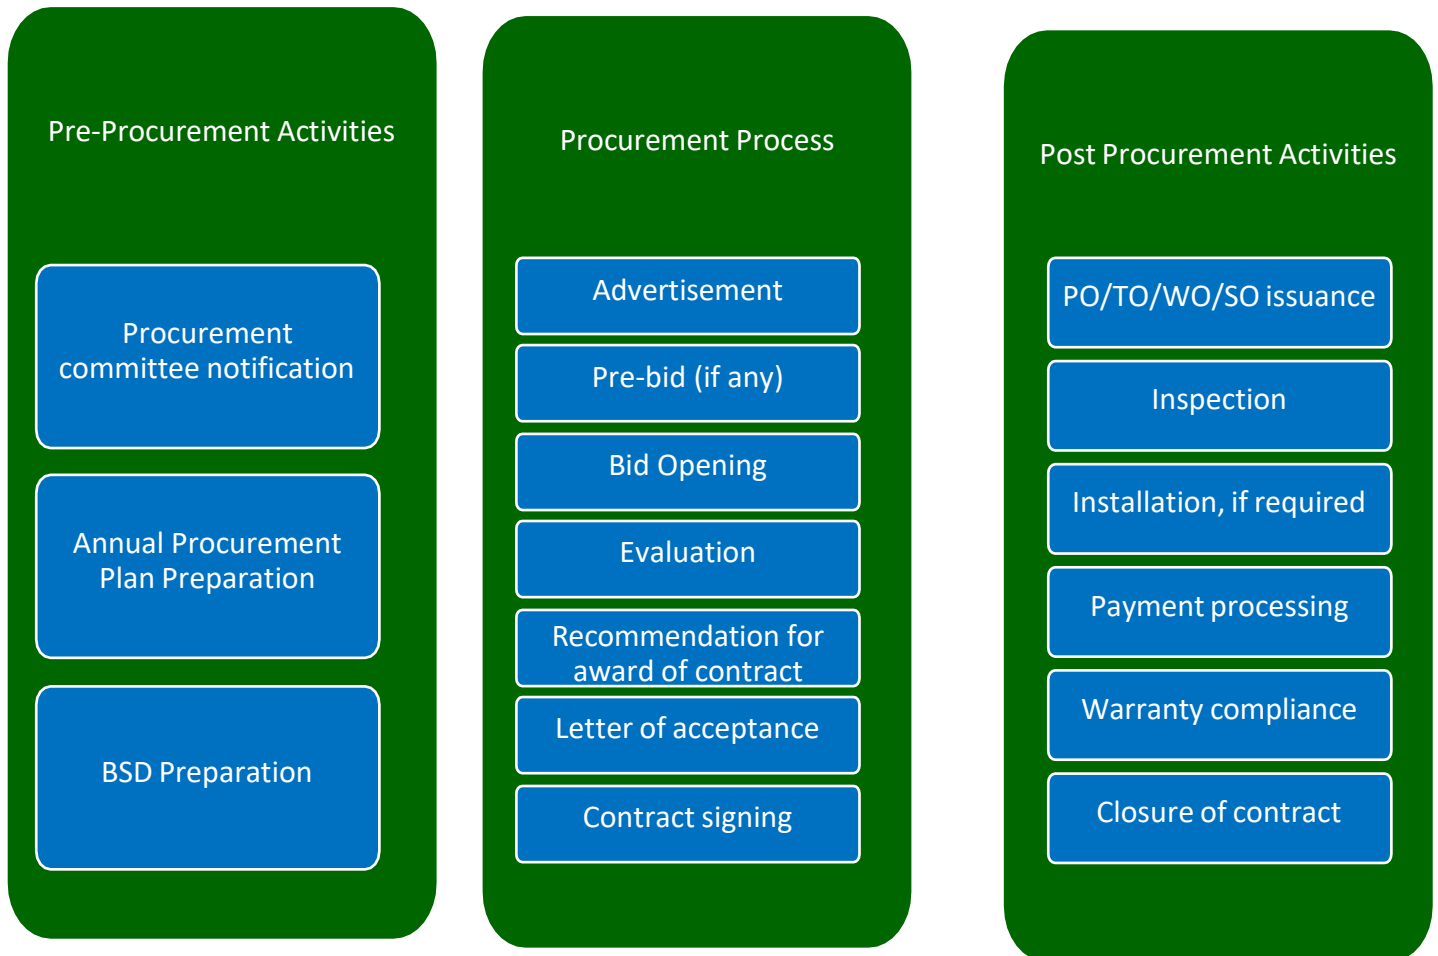 Pre-Procurement Activities
Procurement
committee notification
Annual Procurement
Plan Preparation
BSD Preparation
Procurement Process
Advertisement
Pre-bid (if any)
Bid Opening
Evaluation
Recommendation for
award of contract
Letter of acceptance
Contract signing
Post Procurement Activities
PO/TO/WO/SO issuance
Inspection
Installation, if required
Payment processing
Warranty compliance
Closure of contract